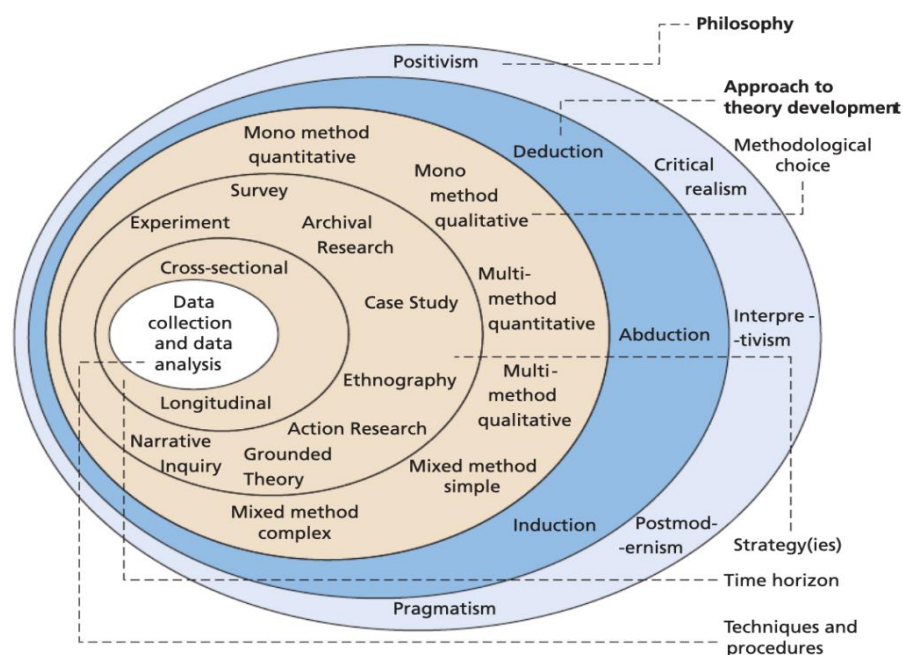 Philosophy
Positivism
Approach to
theory development
Mono method
quantitative
Deduction
Methodological
choice
Mono
method
qualitative
Critical
realism
Survey
Experiment
Archival
Research
Cross-sectional
Multi-
method
quantitative
Data
collection
and data
analysis
Case Study
Interpre --
-tivism
Abduction
Ethnography
Multi-
method
qualitative
Longitudinal
Action Research
Narrative
Inquiry
Grounded
Theory
Mixed method
simple
Mixed method
complex
Induction
Postmod-
-ernism
Strategy(ies)
Time horizon
Pragmatism
Techniques and
procedures